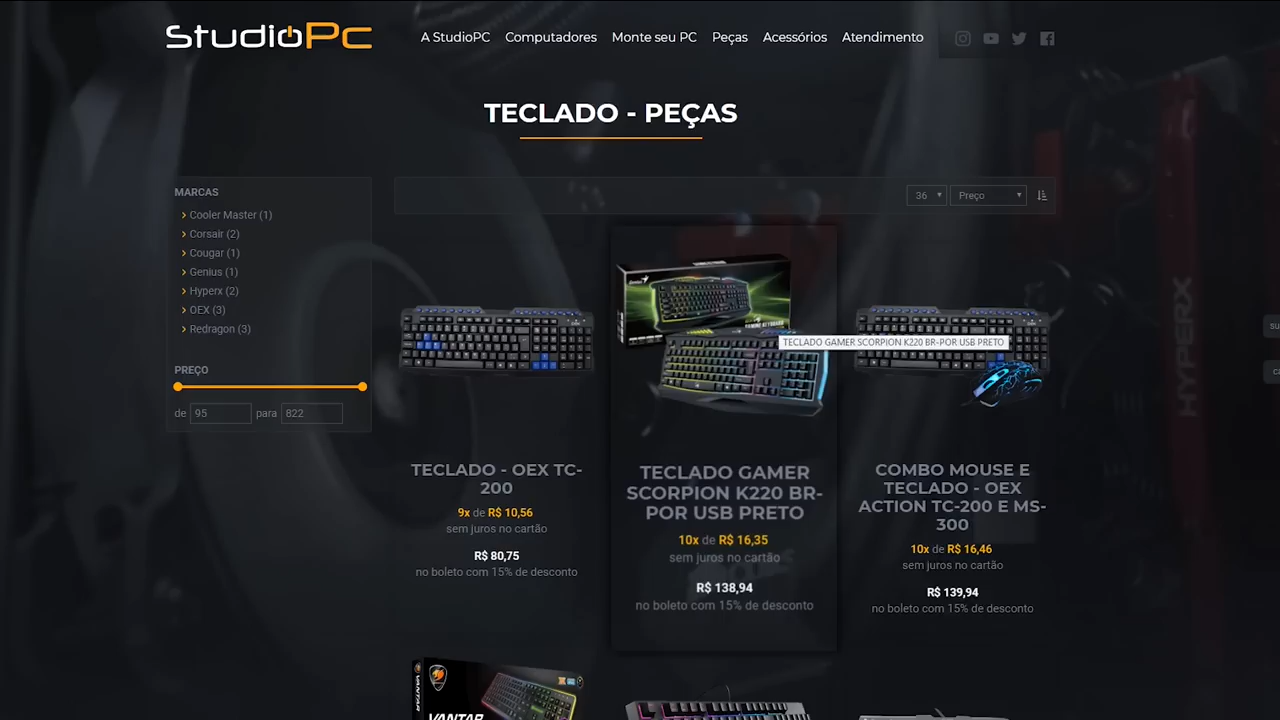 StudioPc
A StudioPC Computadores Monte seu PC Peças Acessórios Atendimento
TECLADO - PEÇAS
MARCAS
Cooler Master (1)
Corsair (2)
Cougar (1)
Genius (1)
Hyperx (2)
OEX (3)
Redragon (3)
PREÇO
de 95 para 822
36 Preço
HYPERX
su
ca
TECLADO GAMER SCORPION K220 BR-POR USB PRETO
TECLADO - OEX TC-
200
9x de R$ 10,56
sem juros no cartão
R$ 80,75
no boleto com 15% de desconto
TECLADO GAMER
SCORPION K220 BR-
POR USB PRETO
10x de R$ 16,35
sem juros no cartão
R$ 138,94
no boleto com 15% de desconto
COMBO MOUSE E
TECLADO - OEX
ACTION TC-200 E MS-
300
10x de R$ 16,46
sem juros no cartão
R$ 139,94
no boleto com 15% de desconto
VANTAR
VANTAR